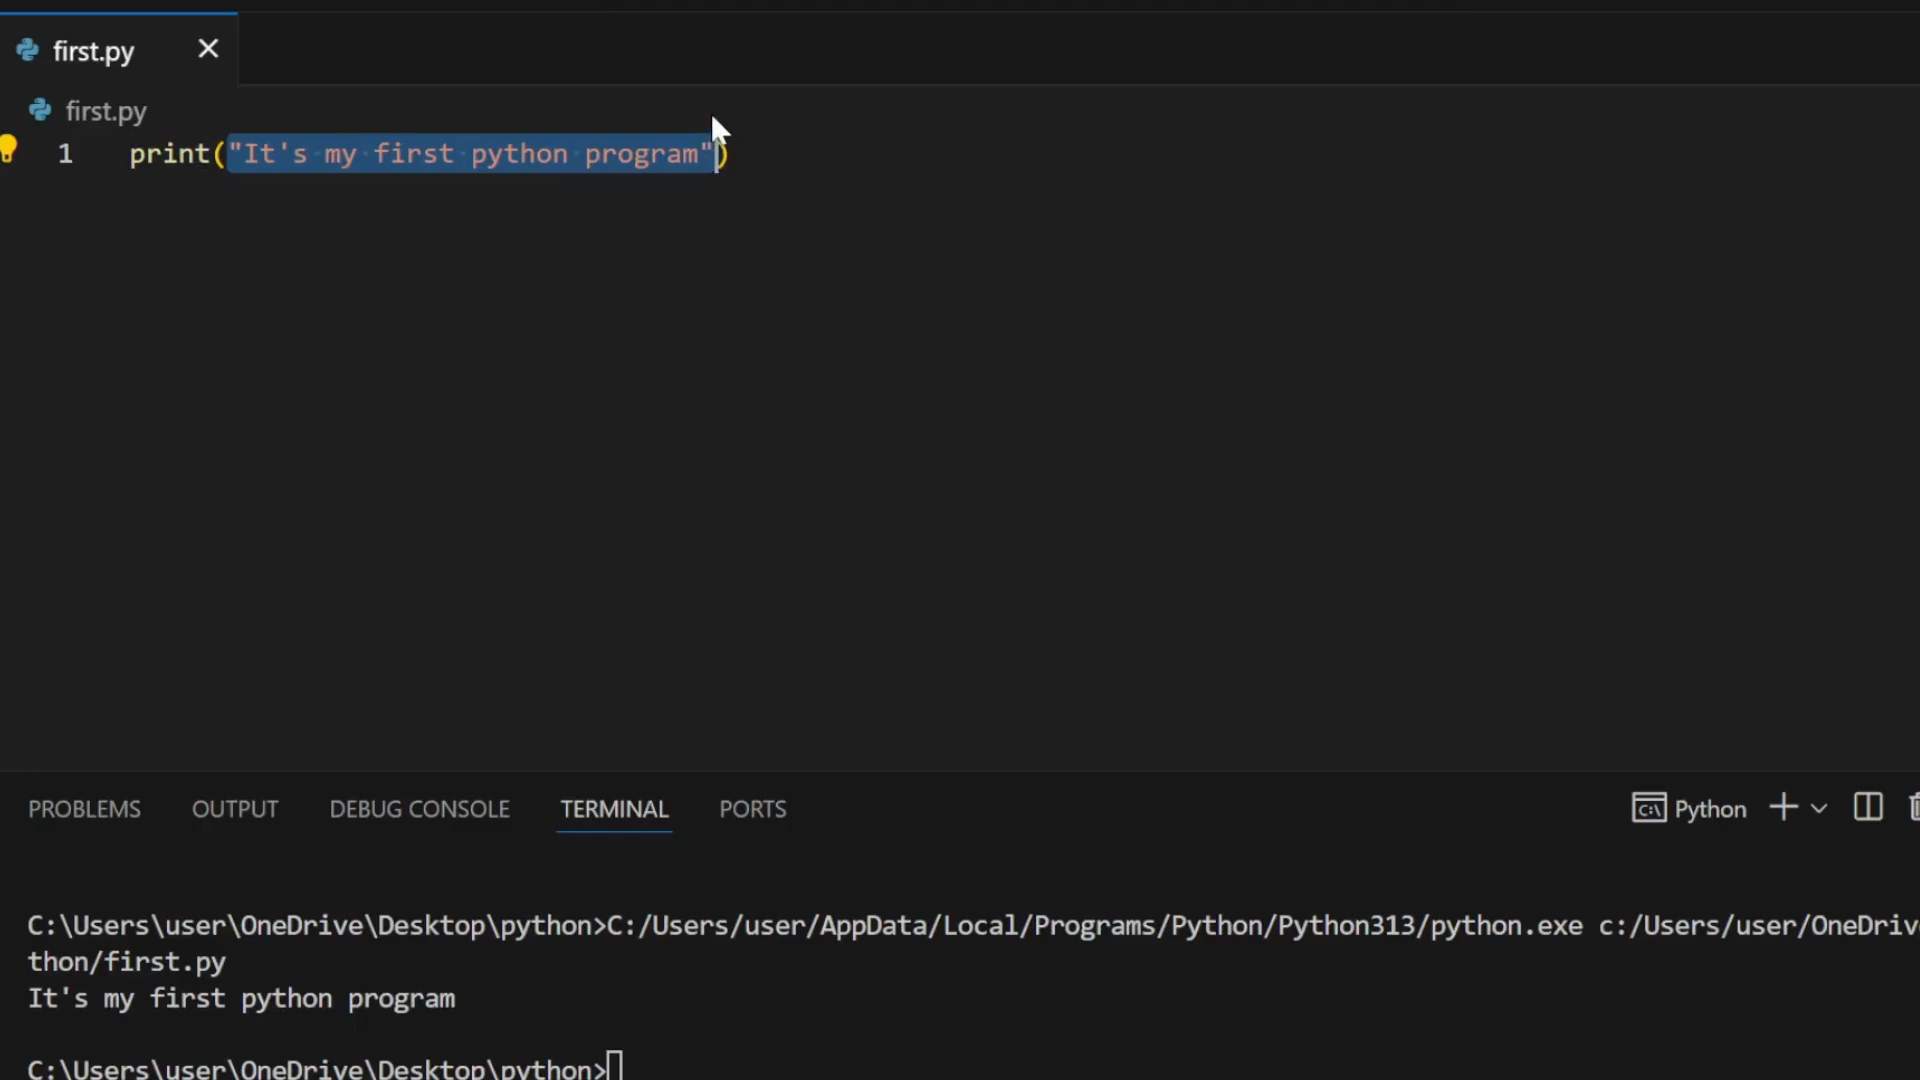 first.py
first.py
1 print("It's my first python program")
PROBLEMS OUTPUT DEBUG CONSOLE TERMINAL PORTS
Python
C:\Users\user\OneDrive\Desktop\python>C:/Users/user/AppData/Local/Programs/Python/Python313/python.exe c:/Users/user/OneDriv
thon/first.py
It's my first python program
C:\Users\user\OneDrive\Desktop\python>